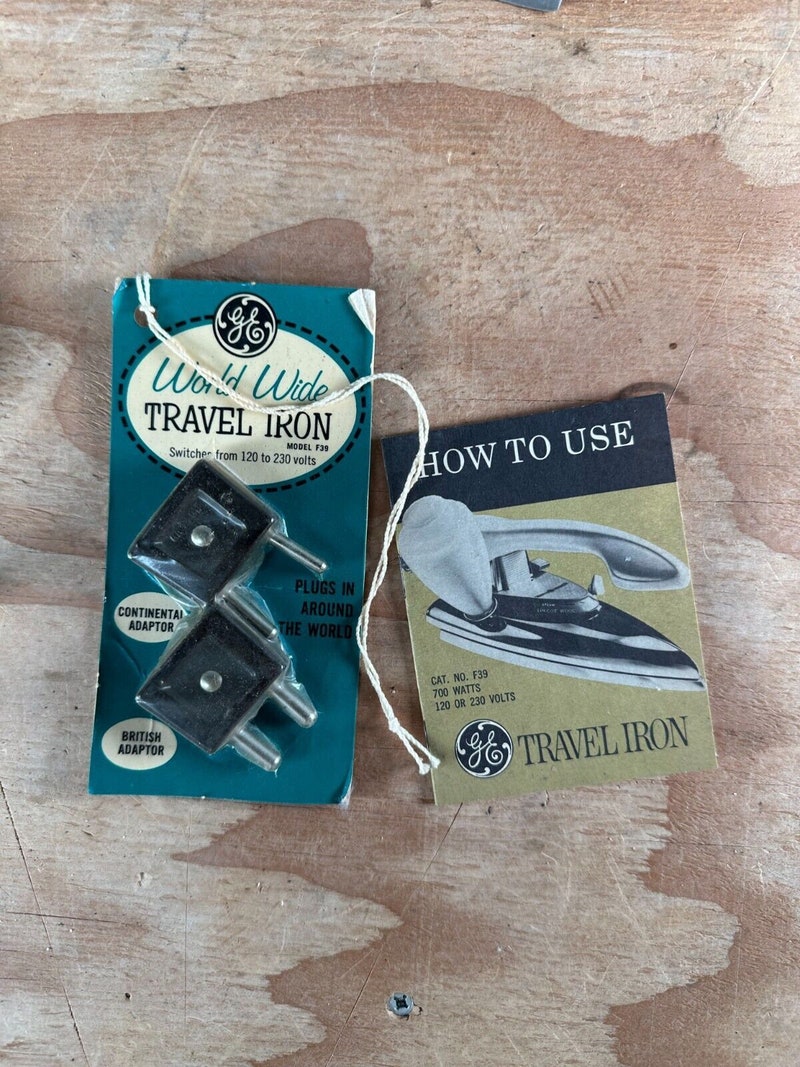 GE
World Wide
TRAVEL IRON
MODEL F39
Switches from 120 to 230 volts
PLUGS IN
AROUND
THE WORLD
CONTINENTAL
ADAPTOR
BRITISH
ADAPTOR
HOW TO USE
CAT. NO. F39
700 WATTS
120 OR 230 VOLTS
GE TRAVEL IRON